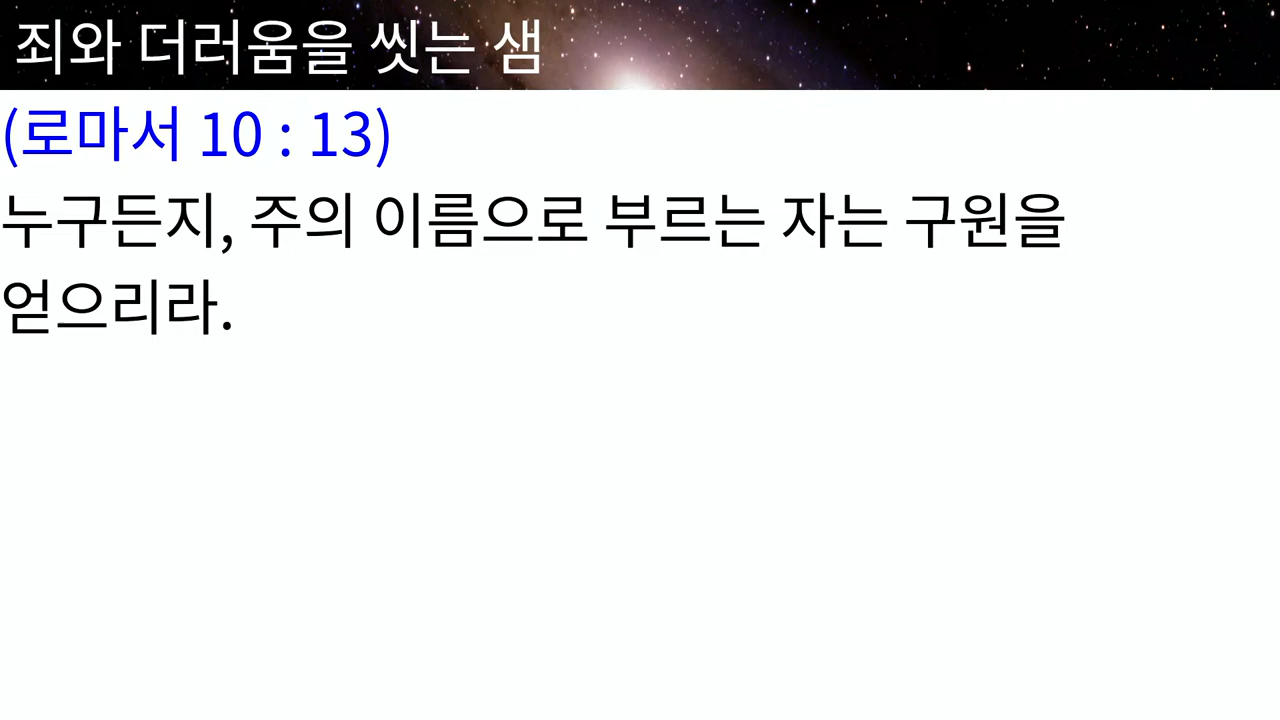 죄와 더러움을 씻는 샘
(로마서 10 : 13)
누구든지, 주의 이름으로 부르는 자는 구원을
얻으리라.